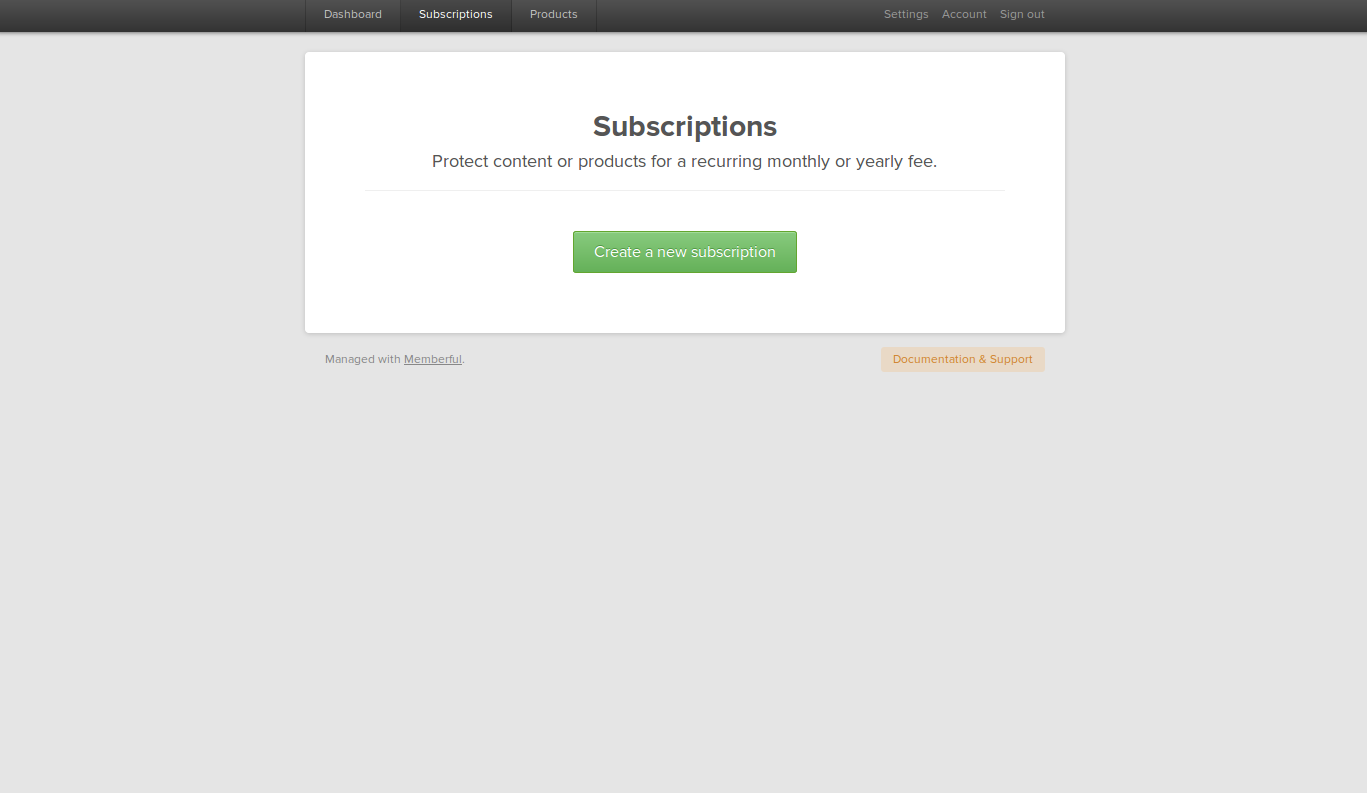 Dashboard Subscriptions Products Settings Account Sign out
Subscriptions
Protect content or products for a recurring monthly or yearly fee.
Create a new subscription
Managed with Memberful. Documentation & Support